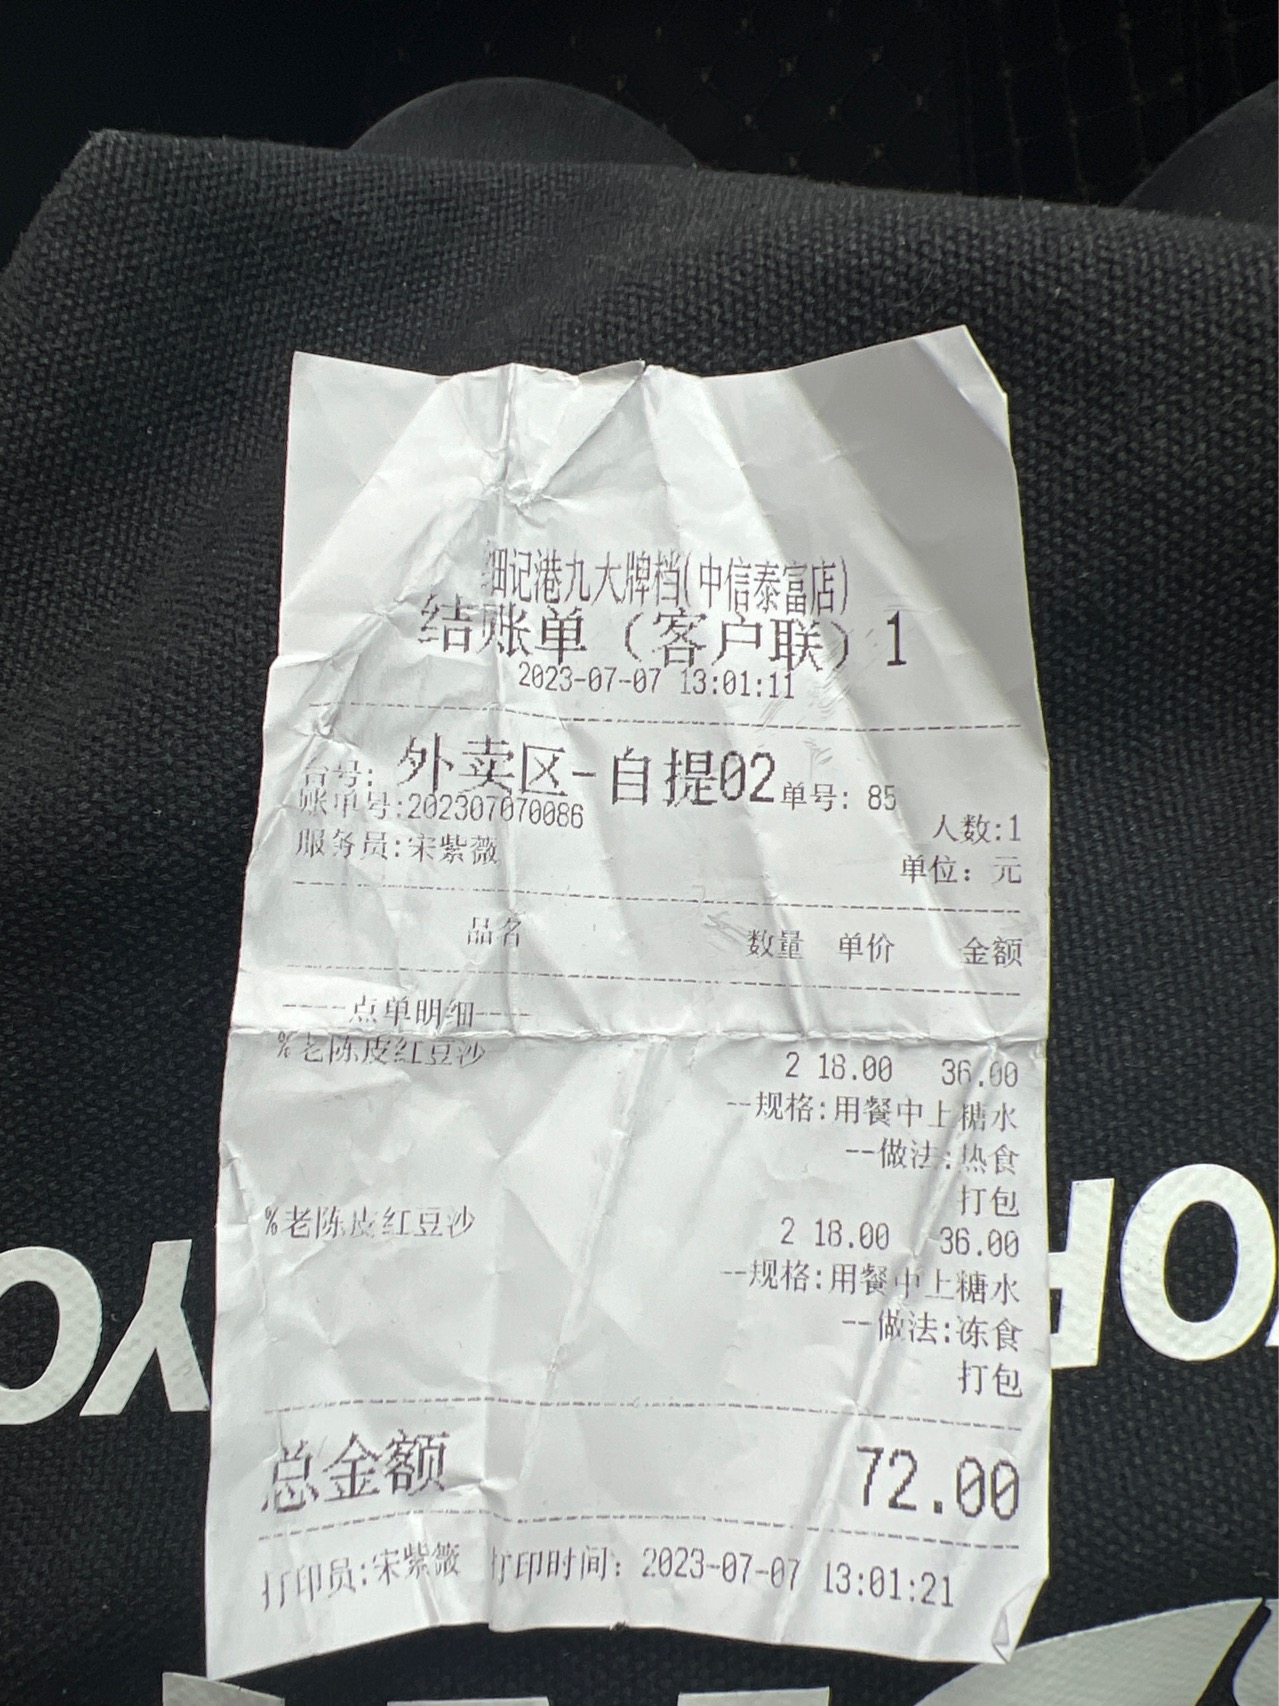 细记港九大牌档(中信泰富店)
结账单（客户联）1
2023-07-07 13:01:11
台号: 外卖区-自提02 单号: 85
账单号:202307070086
人数:1
服务员:宋紫薇
单位: 元
品名 数量 单价 金额
----点单明细----
%老陈皮红豆沙 2 18.00 36.00
--规格:用餐中上糖水
--做法:热食
打包
%老陈皮红豆沙 2 18.00 36.00
--规格:用餐中上糖水
--做法:冻食
打包
总金额 72.00
打印员:宋紫薇 打印时间: 2023-07-07 13:01:21